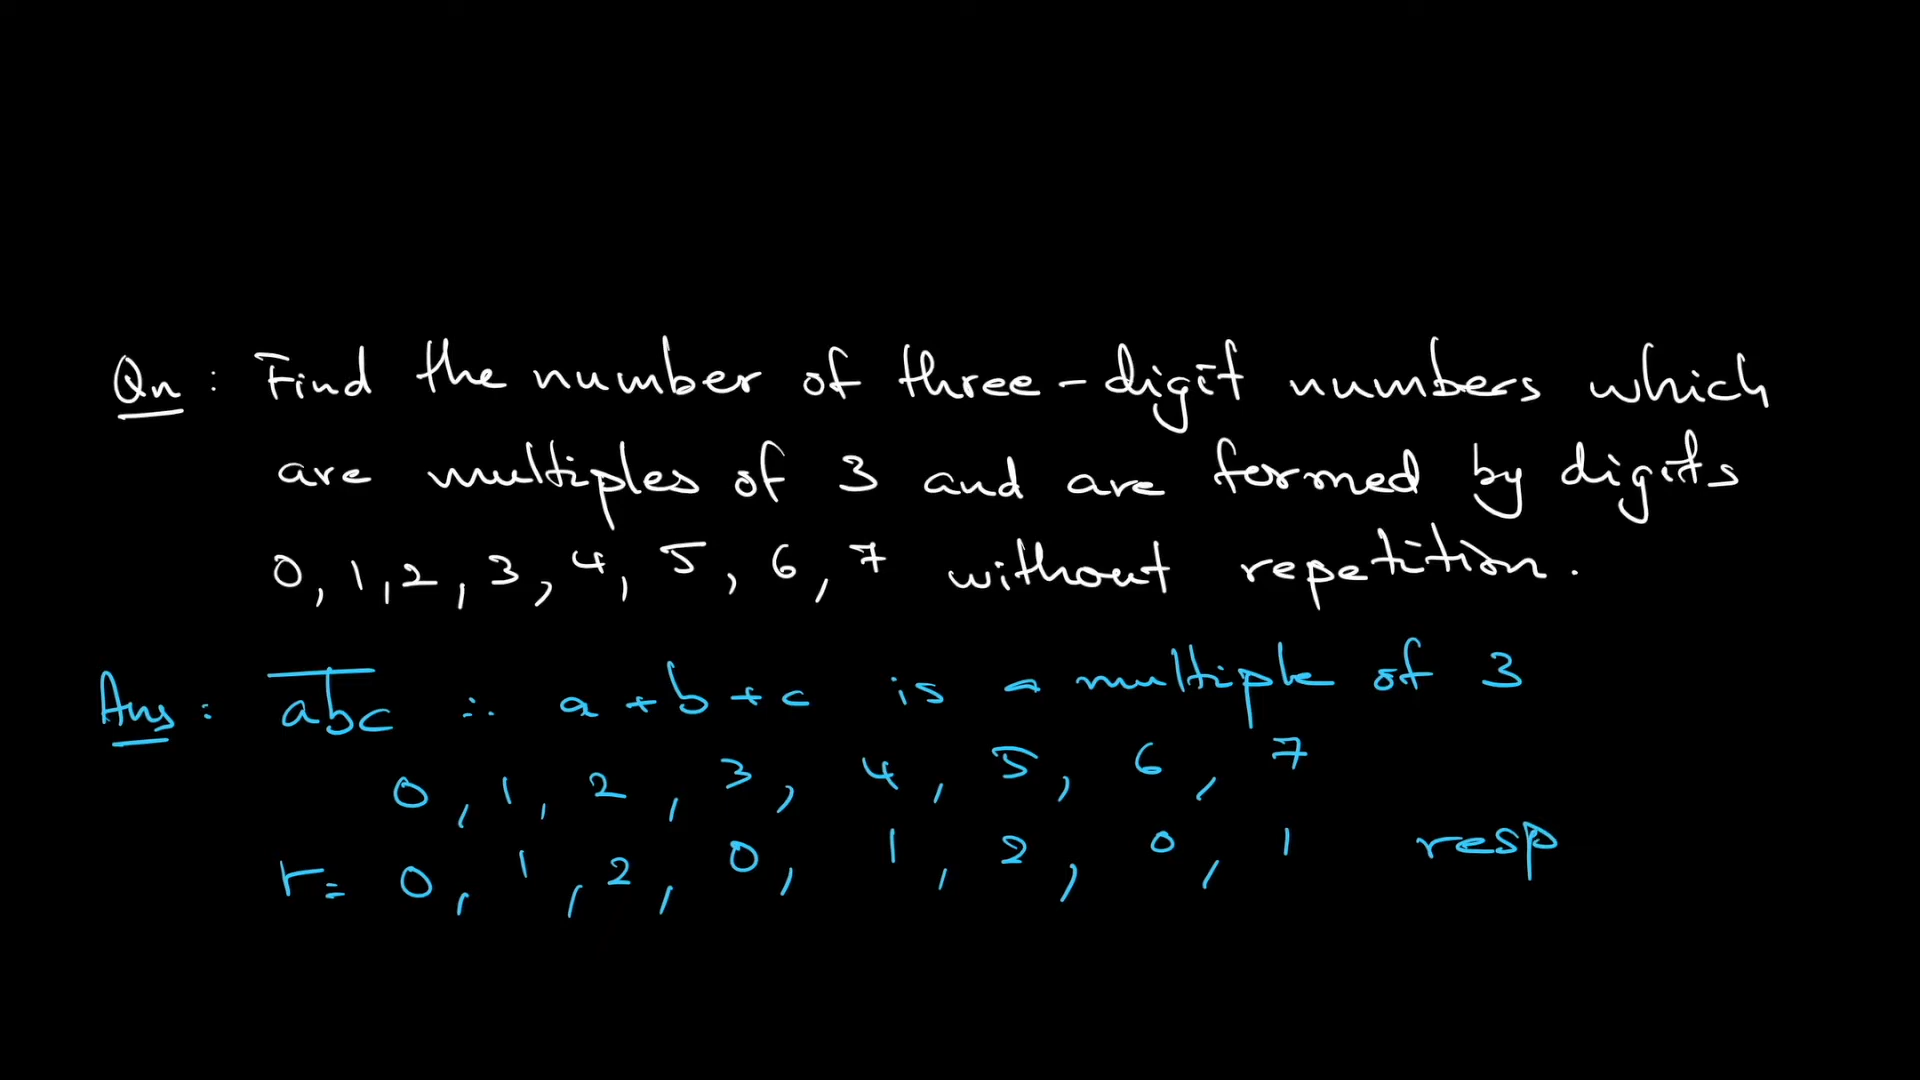 Qn : Find the number of three-digit numbers which
are multiples of 3 and are formed by digits
0, 1, 2, 3, 4, 5, 6, 7 without repetition.
Ans : abc ∴ a + b + c is a multiple of 3
0, 1, 2, 3, 4, 5, 6, 7
r = 0, 1, 2, 0, 1, 2, 0, 1 resp